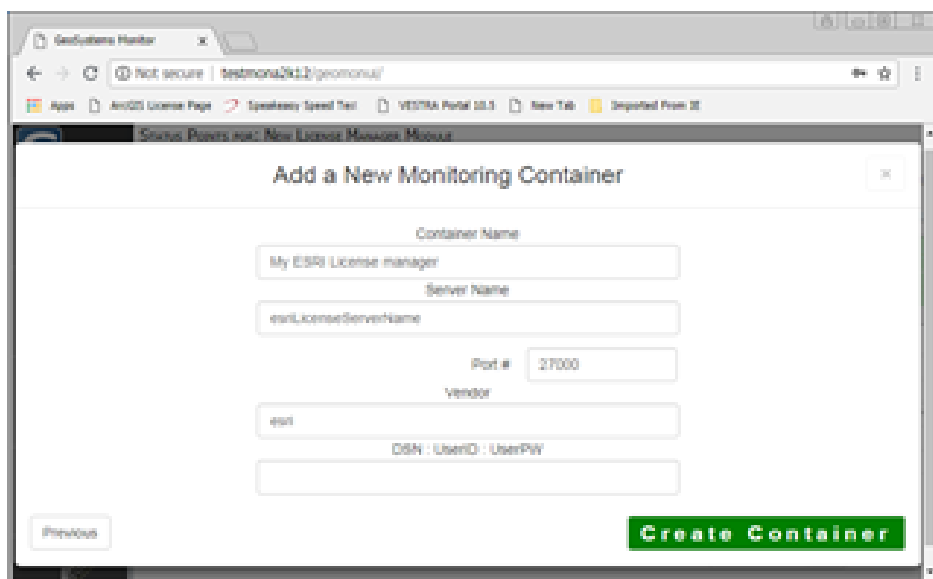 GeoSystems Monitor
Not secure | testmona2k12/geomonui/
Apps ArcGIS License Page Speakeasy Speed Test VESTRA Portal 10.5 New Tab Imported From IE
Status Points for: New License Manager Module
Add a New Monitoring Container
Container Name
My ESRI License manager
Server Name
esriLicenseServerName
Port # 27000
Vendor
esri
DSN : UserID : UserPW
Previous
Create Container